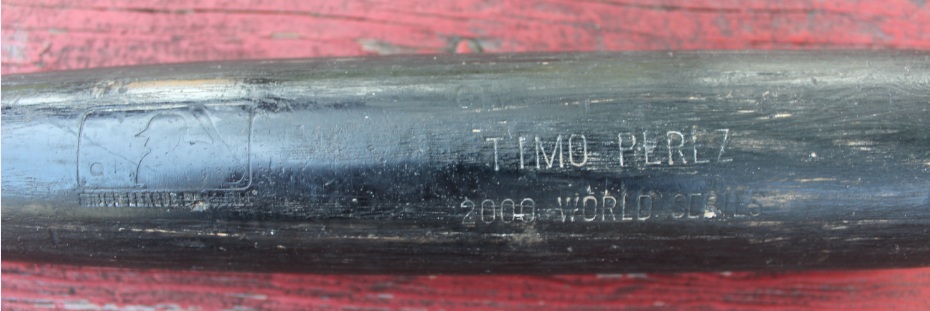 TIMO PEREZ
2000 WORLD SERIES